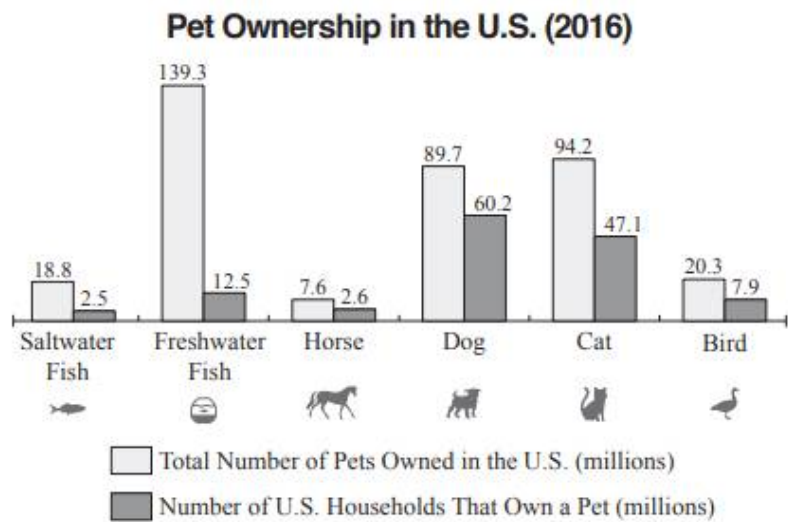 Pet Ownership in the U.S. (2016)
139.3
89.7
94.2
60.2
47.1
18.8
2.5
12.5
7.6
2.6
20.3
7.9
Saltwater
Fish
Freshwater
Fish
Horse
Dog
Cat
Bird
Total Number of Pets Owned in the U.S. (millions)
Number of U.S. Households That Own a Pet (millions)